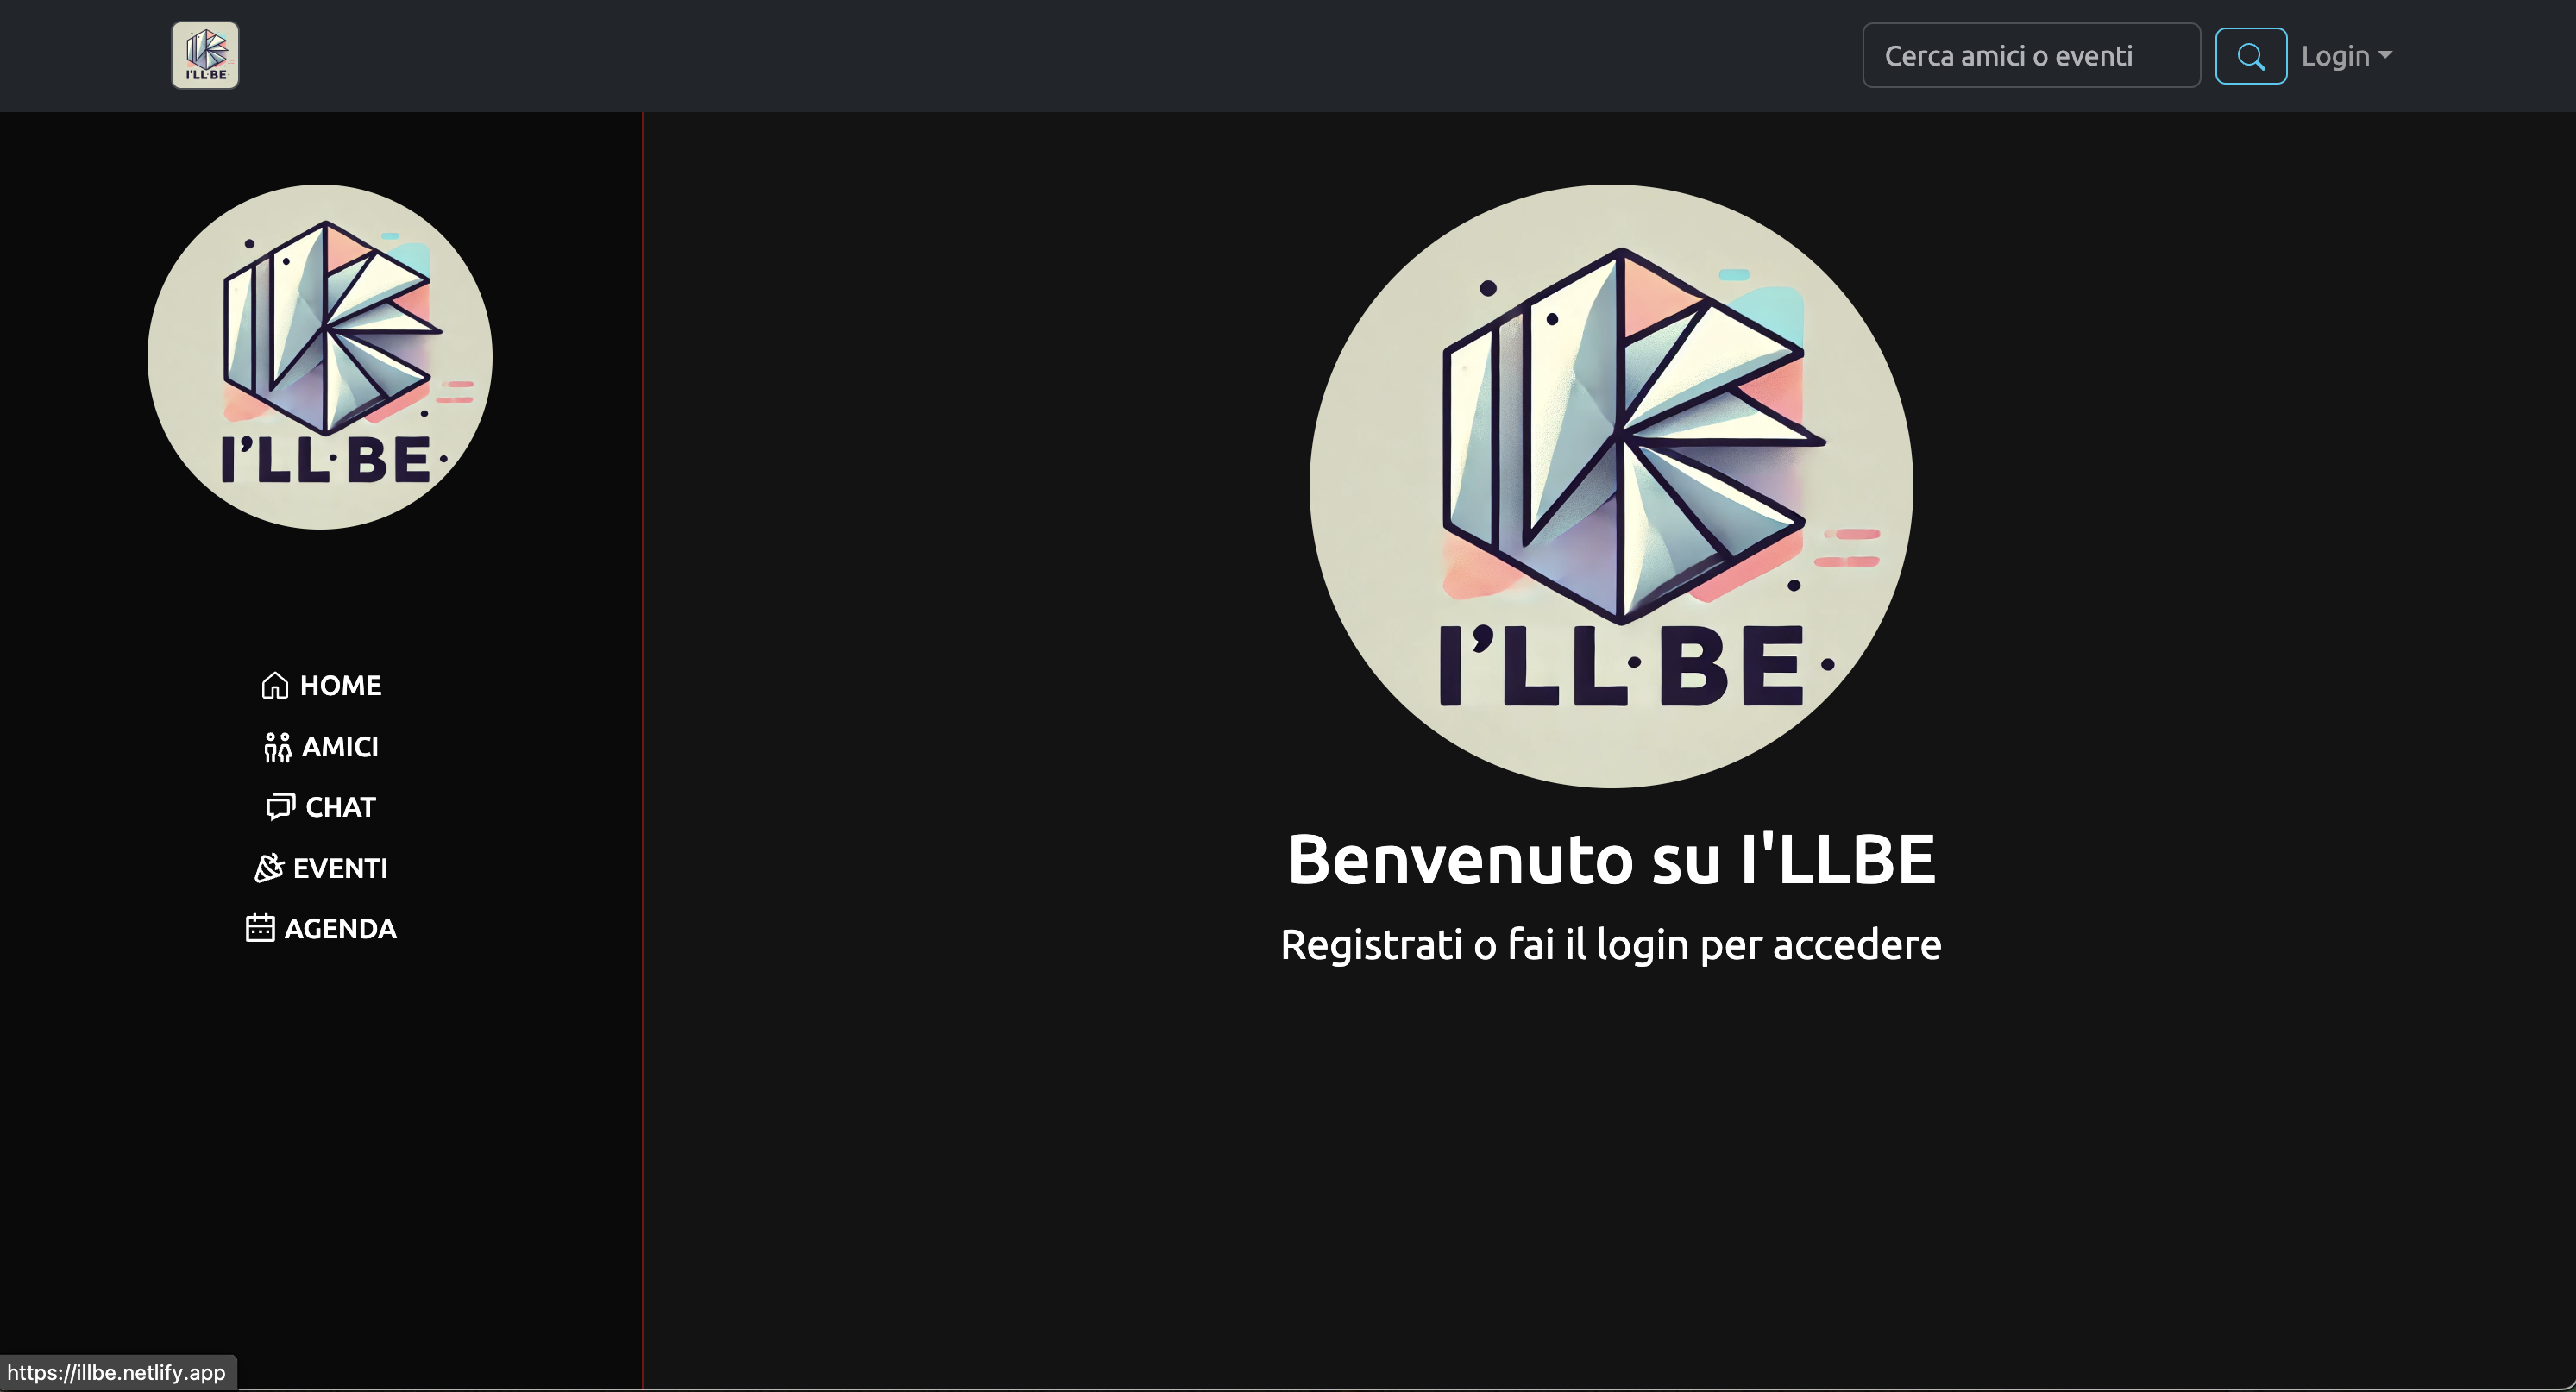 I'LL·BE·
Cerca amici o eventi
Login
I'LL·BE·
HOME
AMICI
CHAT
EVENTI
AGENDA
I'LL·BE·
Benvenuto su I'LLBE
Registrati o fai il login per accedere
https://illbe.netlify.app